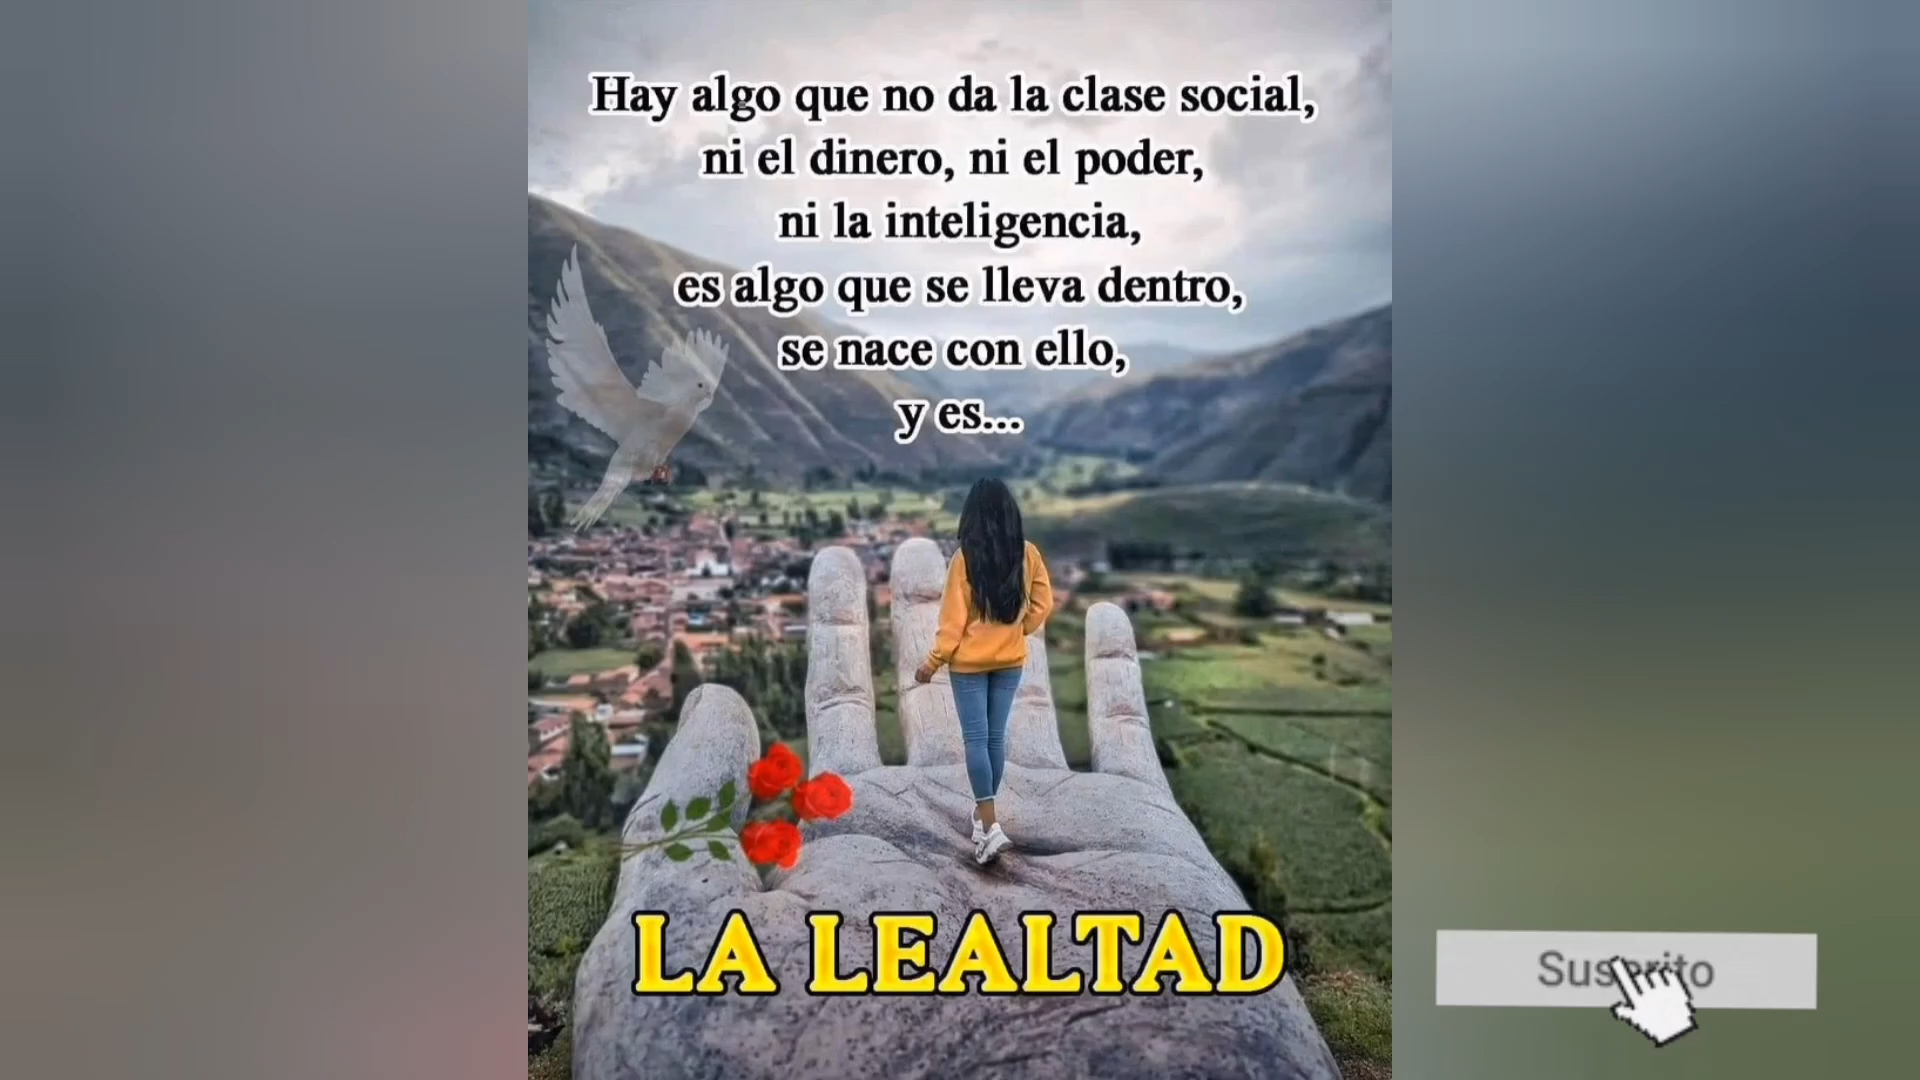 Hay algo que no da la clase social,
ni el dinero, ni el poder,
ni la inteligencia,
es algo que se lleva dentro,
se nace con ello,
y es...
LA LEALTAD
Suscrito